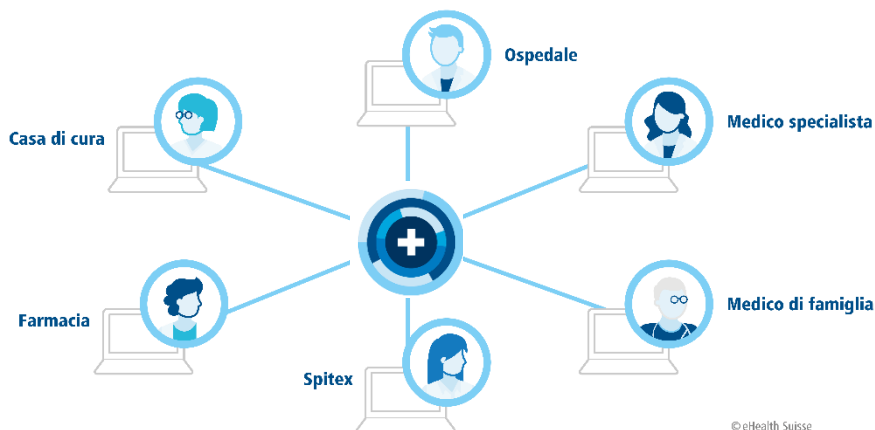 Ospedale
Medico specialista
Casa di cura
Medico di famiglia
Farmacia
Spitex
© eHealth Suisse